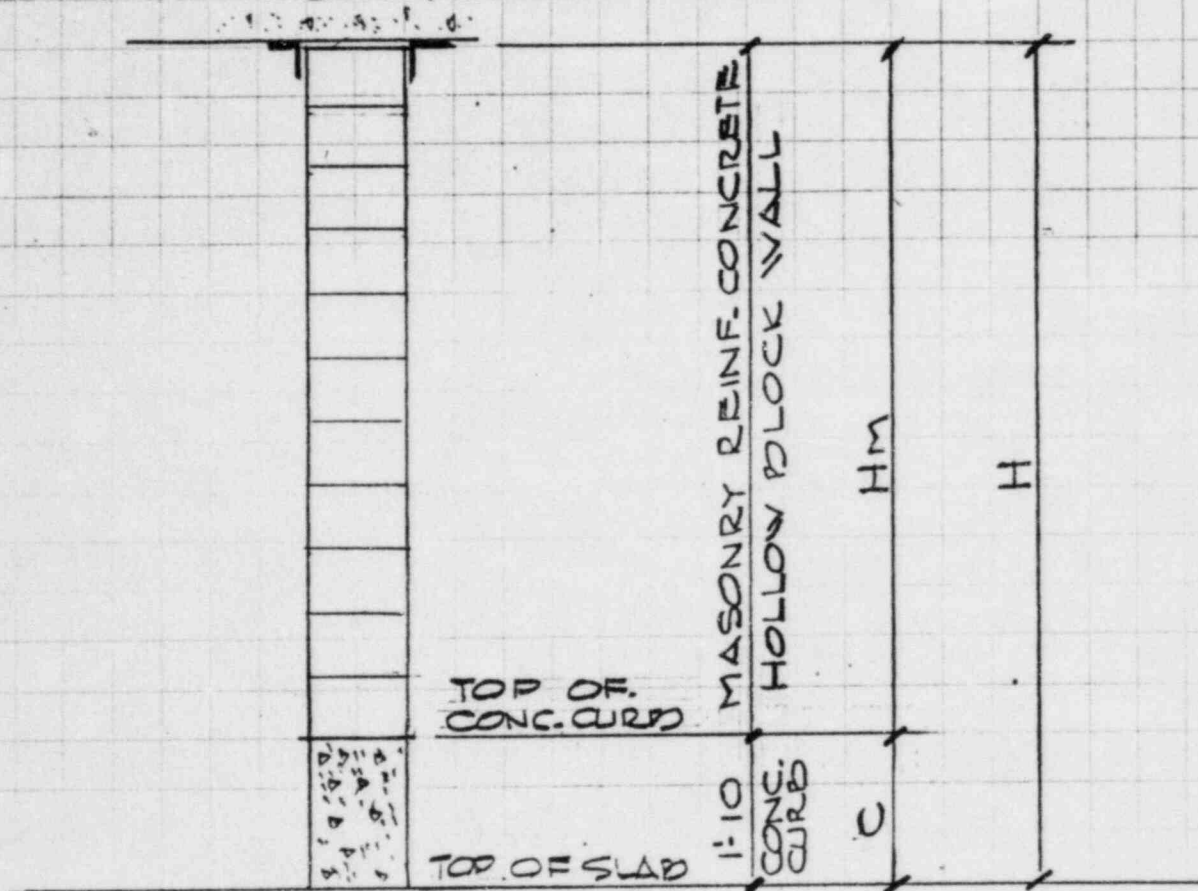 MASONRY REINF. CONCRETE
HOLLOW BLOCK WALL
Hm
H
TOP OF.
CONC. CURB
1'-10
CONC.
CURB
C
TOP OF SLAB